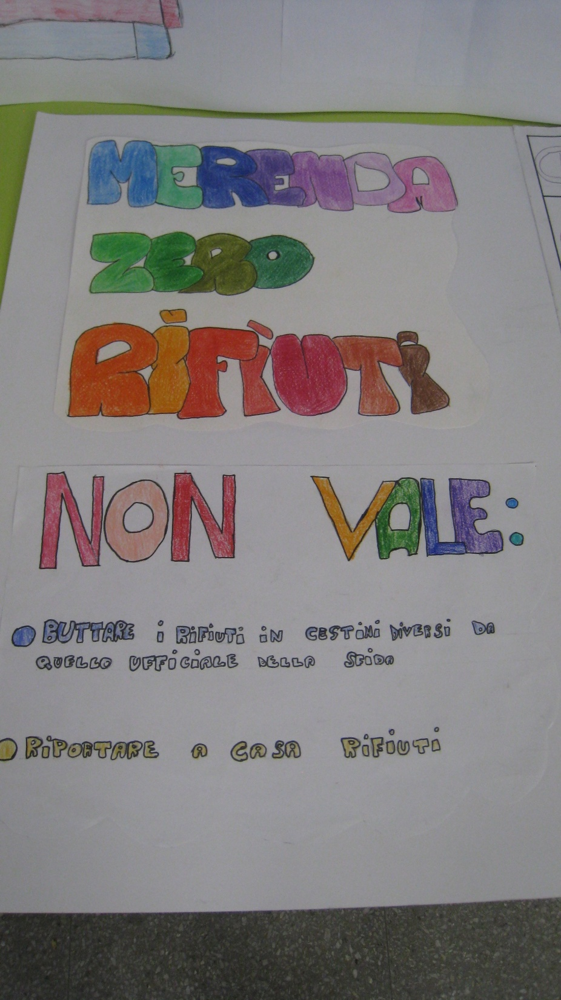 MERENDA
ZERO
RIFIUTI
NON VALE:
BUTTARE i RiFiUTi iN CESTiNi DiVERSi DA
QUELLO UFFiCiALE DELLA SFiDA
RiPORTARE A CASA RiFiUTi